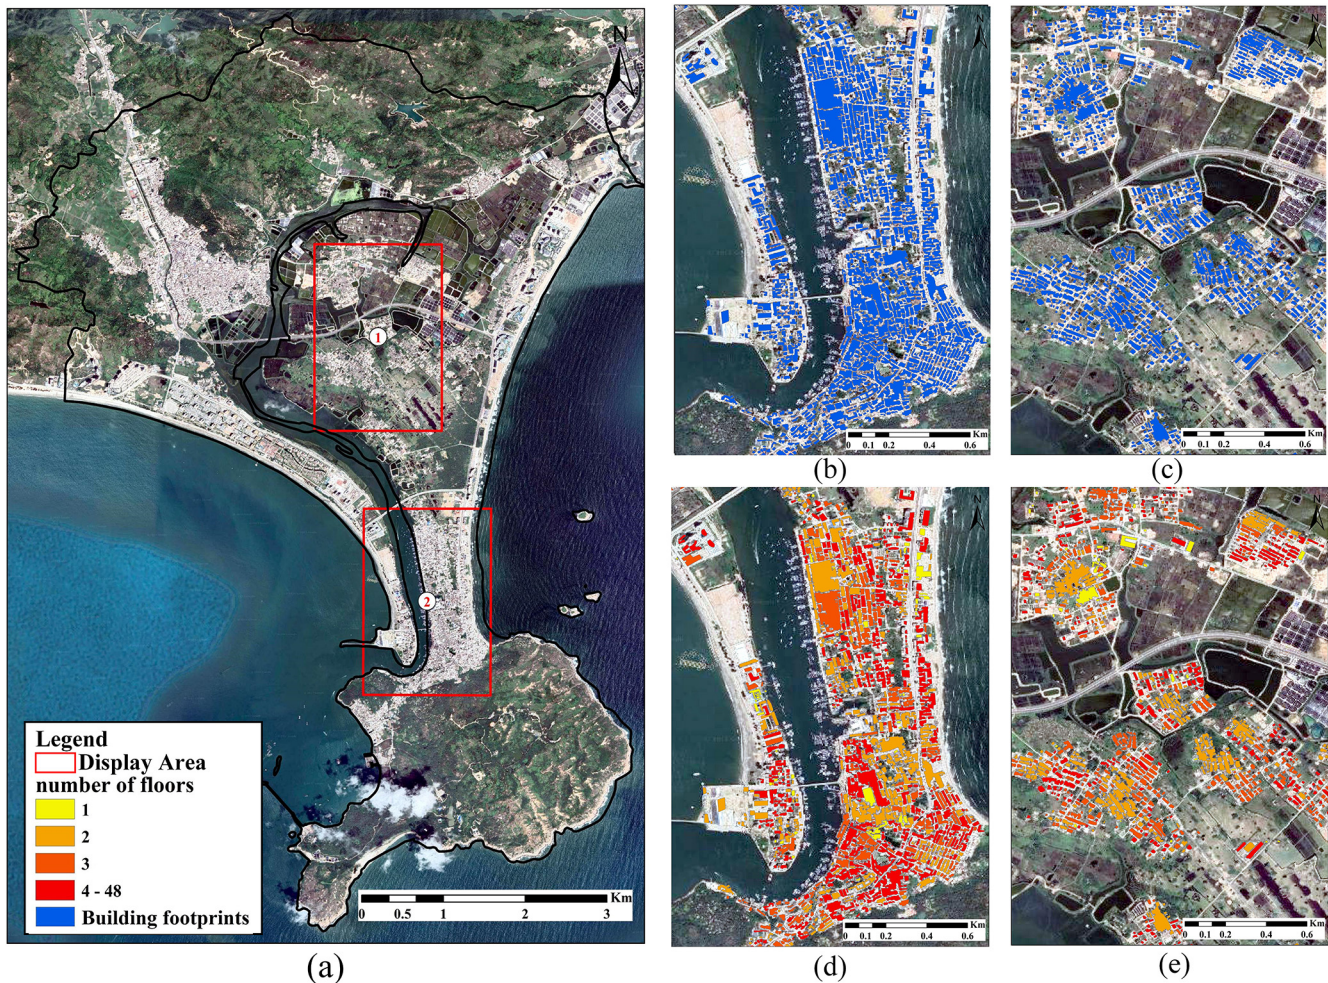 N
1
2
Legend
Display Area
number of floors
1
2
3
4 - 48
Building footprints
Km
0 0.5 1 2 3
(a)
N
Km
0 0.1 0.2 0.4 0.6
(b)
N
Km
0 0.1 0.2 0.4 0.6
(c)
N
Km
0 0.1 0.2 0.4 0.6
(d)
N
Km
0 0.1 0.2 0.4 0.6
(e)